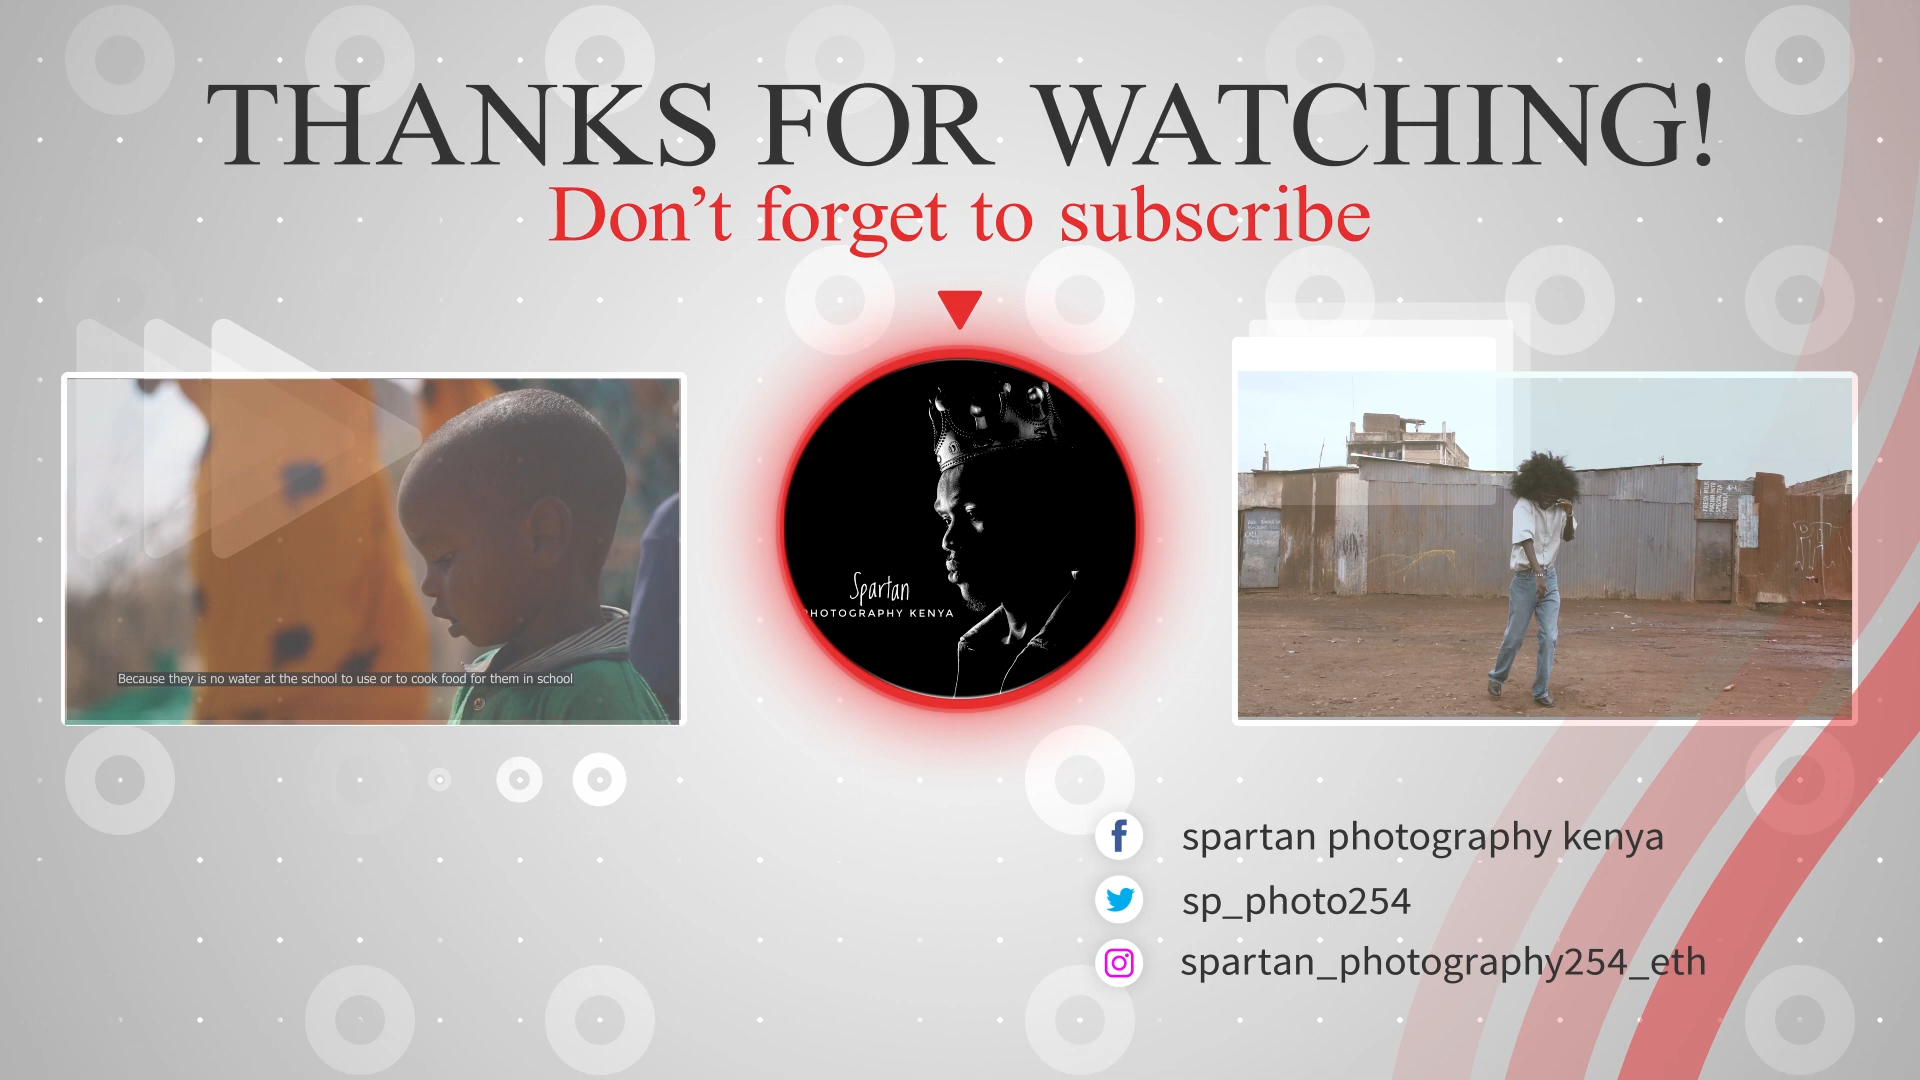 THANKS FOR WATCHING!
Don't forget to subscribe
Because they is no water at the school to use or to cook food for them in school
Spartan
PHOTOGRAPHY KENYA
spartan photography kenya
sp_photo254
spartan_photography254_eth